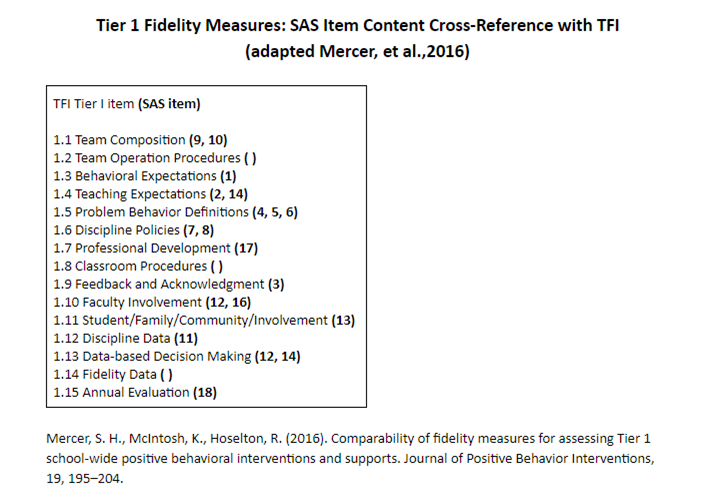 Tier 1 Fidelity Measures: SAS Item Content Cross-Reference with TFI
(adapted Mercer, et al.,2016)
TFI Tier I item (SAS item)
1.1 Team Composition (9, 10)
1.2 Team Operation Procedures ( )
1.3 Behavioral Expectations (1)
1.4 Teaching Expectations (2, 14)
1.5 Problem Behavior Definitions (4, 5, 6)
1.6 Discipline Policies (7, 8)
1.7 Professional Development (17)
1.8 Classroom Procedures ( )
1.9 Feedback and Acknowledgment (3)
1.10 Faculty Involvement (12, 16)
1.11 Student/Family/Community/Involvement (13)
1.12 Discipline Data (11)
1.13 Data-based Decision Making (12, 14)
1.14 Fidelity Data ( )
1.15 Annual Evaluation (18)
Mercer, S. H., McIntosh, K., Hoselton, R. (2016). Comparability of fidelity measures for assessing Tier 1
school-wide positive behavioral interventions and supports. Journal of Positive Behavior Interventions,
19, 195–204.